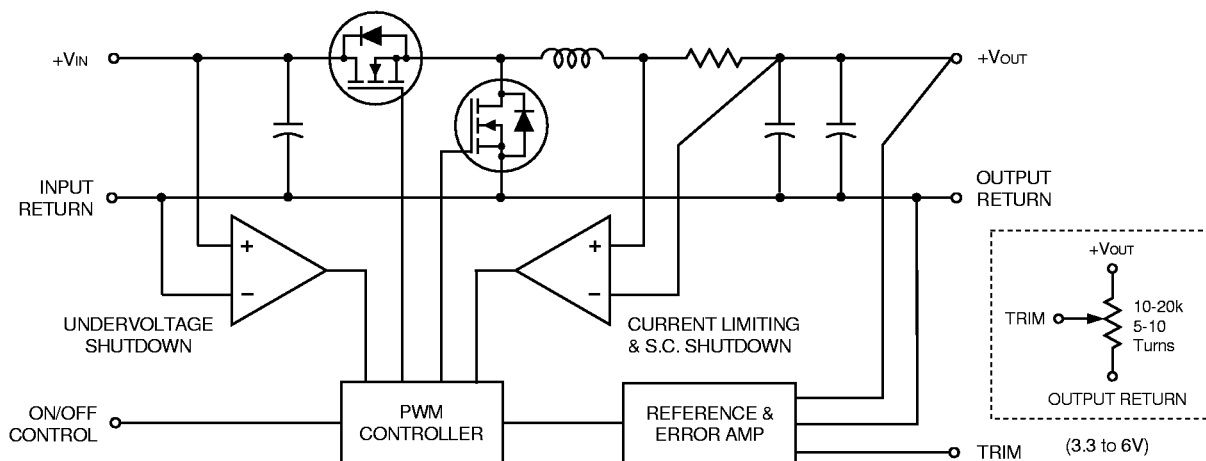 +VIN
+VOUT
INPUT
RETURN
OUTPUT
RETURN
+
−
+
−
UNDERVOLTAGE
SHUTDOWN
CURRENT LIMITING
& S.C. SHUTDOWN
+VOUT
TRIM
10-20k
5-10
Turns
OUTPUT RETURN
ON/OFF
CONTROL
PWM
CONTROLLER
REFERENCE &
ERROR AMP
TRIM
(3.3 to 6V)